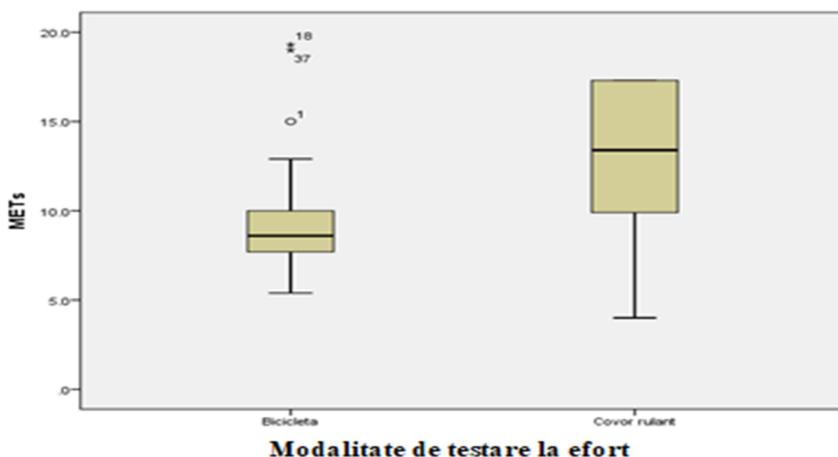 20.0
18
37
15.0
1
METs
10.0
5.0
.0
Bicicleta
Covor rulant
Modalitate de testare la efort